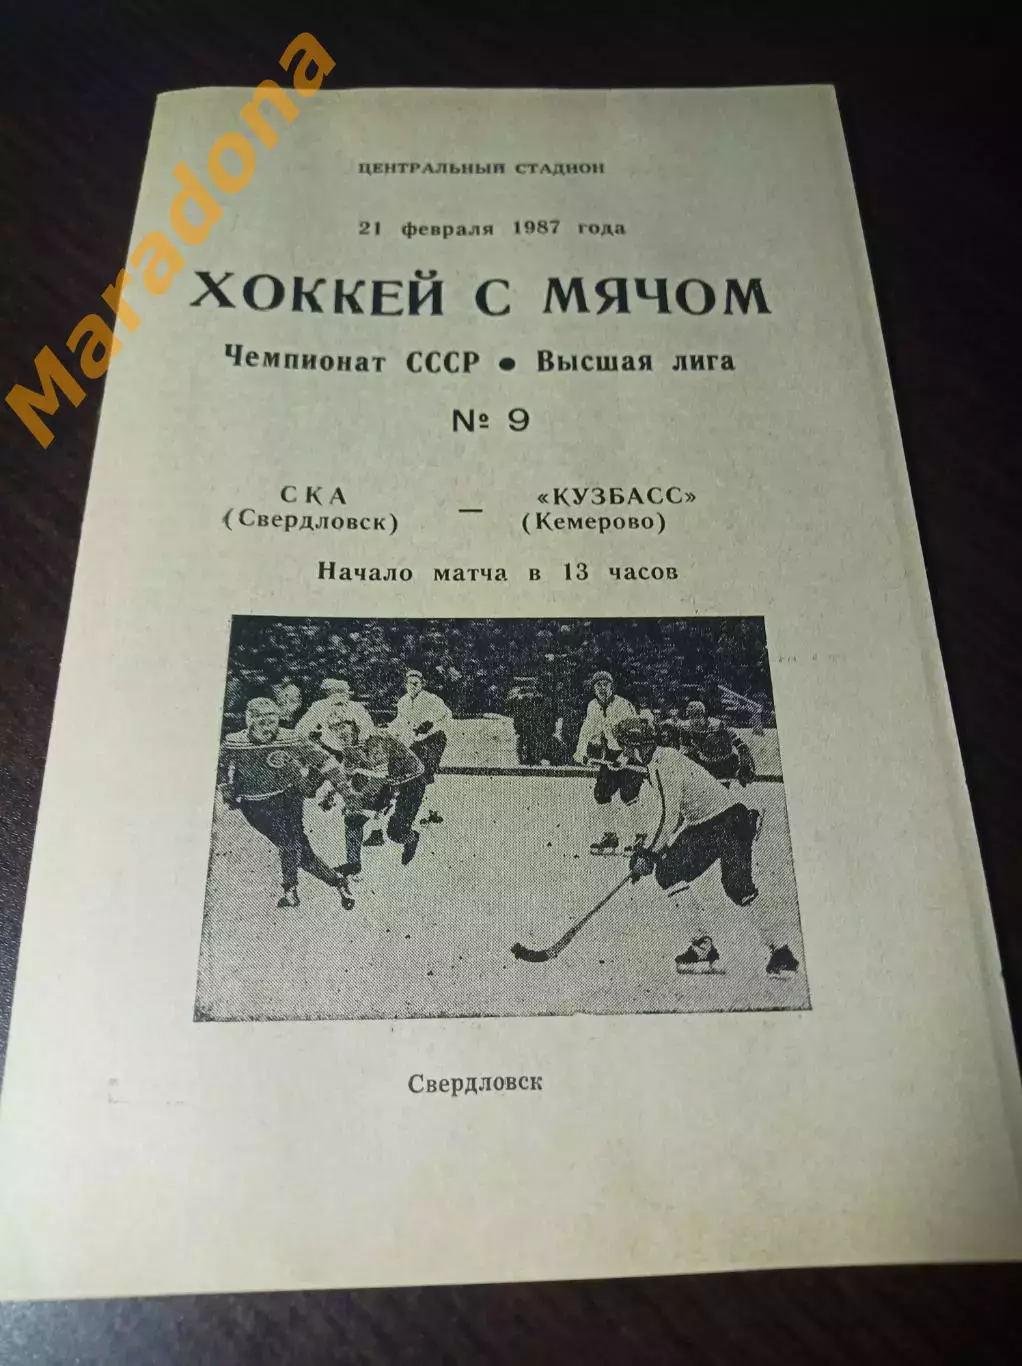 Maradona
ЦЕНТРАЛЬНЫЙ СТАДИОН
21 февраля 1987 года
ХОККЕЙ С МЯЧОМ
Чемпионат СССР ● Высшая лига
№ 9
СКА — «КУЗБАСС»
(Свердловск) (Кемерово)
Начало матча в 13 часов
Свердловск